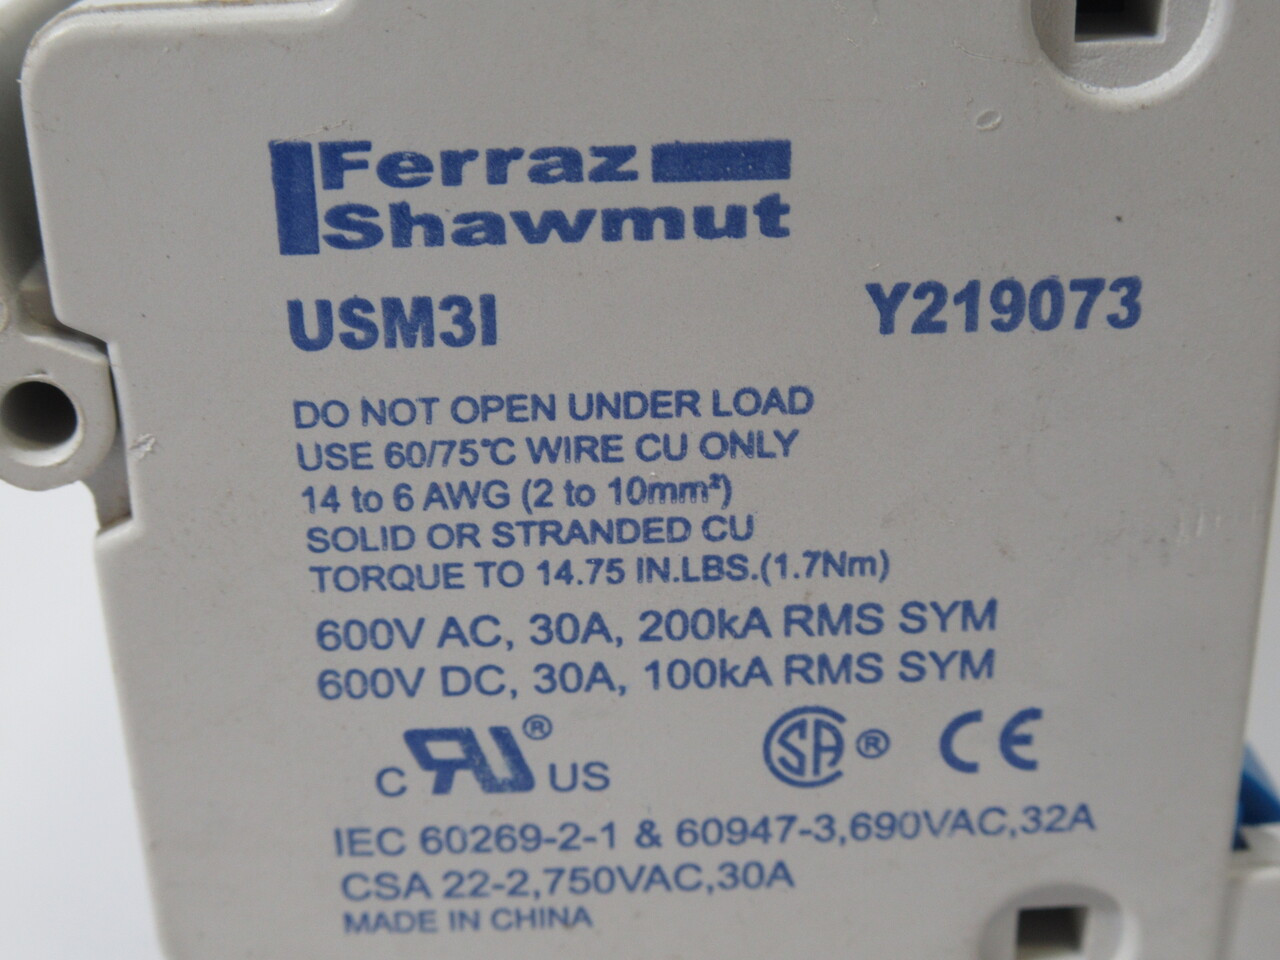 Ferraz
Shawmut
USM3I Y219073
DO NOT OPEN UNDER LOAD
USE 60/75°C WIRE CU ONLY
14 to 6 AWG (2 to 10mm²)
SOLID OR STRANDED CU
TORQUE TO 14.75 IN.LBS.(1.7Nm)
600V AC, 30A, 200kA RMS SYM
600V DC, 30A, 100kA RMS SYM
C RU® US SA® CE
IEC 60269-2-1 & 60947-3,690VAC,32A
CSA 22-2,750VAC,30A
MADE IN CHINA